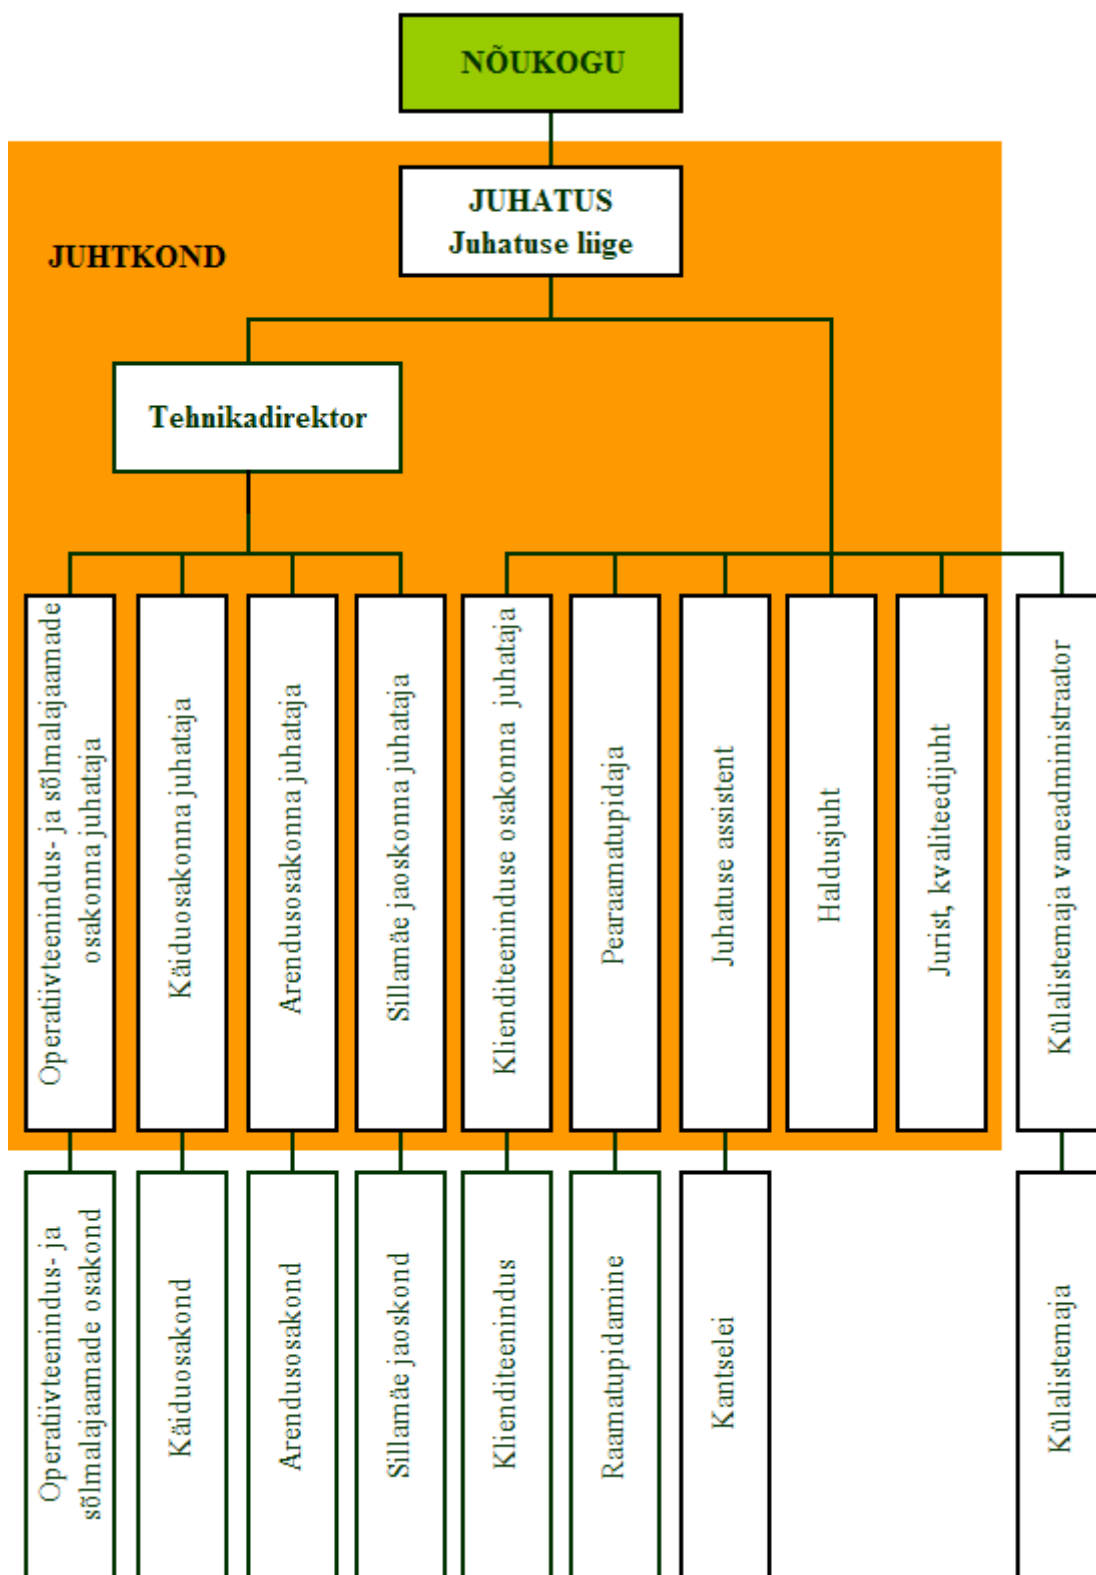 NÕUKOGU
JUHATUS
Juhatuse liige
JUHTKOND
Tehnikadirektor
Operatiivteenindus- ja sõlmalajaamade
osakonna juhataja
Käiduosakonna juhataja
Arendusosakonna juhataja
Sillamäe jaoskonna juhataja
Klienditeeninduse osakonna juhataja
Pearaamatupidaja
Juhatuse assistent
Haldusjuht
Jurist, kvaliteedijuht
Külalistemaja vaneadministraator
Operatiivteenindus- ja
sõlmalajaamade osakond
Käiduosakond
Arendusosakond
Sillamäe jaoskond
Klienditeenindus
Raamatupidamine
Kantselei
Külalistemaja